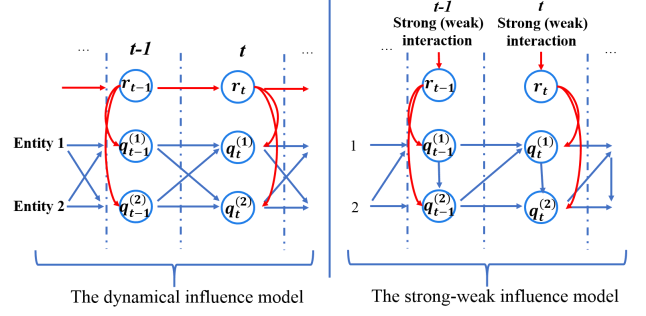 ... t-1 t ...
r_{t-1} r_t
Entity 1 q_{t-1}^{(1)} q_t^{(1)}
Entity 2 q_{t-1}^{(2)} q_t^{(2)}
The dynamical influence model
t-1 t
Strong (weak) Strong (weak)
... interaction interaction ...
r_{t-1} r_t
1 q_{t-1}^{(1)} q_t^{(1)}
2 q_{t-1}^{(2)} q_t^{(2)}
The strong-weak influence model